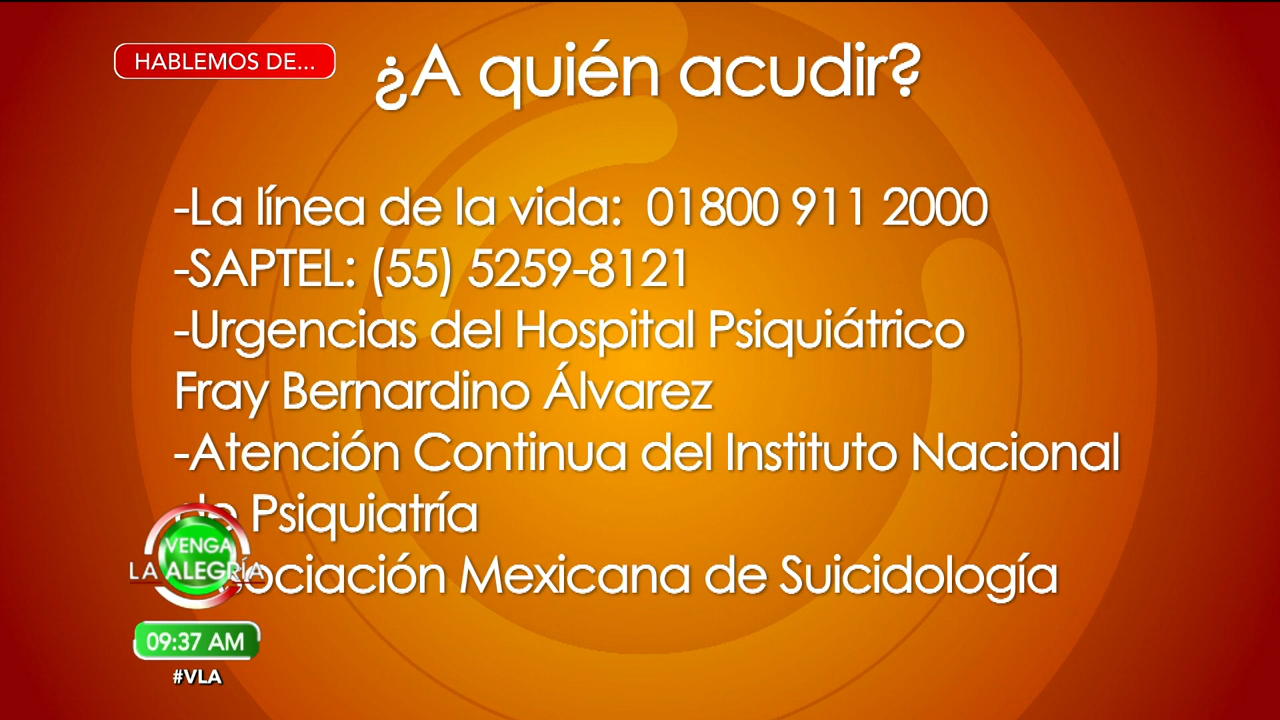 HABLEMOS DE...
¿A quién acudir?
-La línea de la vida: 01800 911 2000
-SAPTEL: (55) 5259-8121
-Urgencias del Hospital Psiquiátrico
Fray Bernardino Álvarez
-Atención Continua del Instituto Nacional
de Psiquiatría
Mexicana de Suicidología
VENGA
LA ALEGRÍA
09:37 AM
#VLA